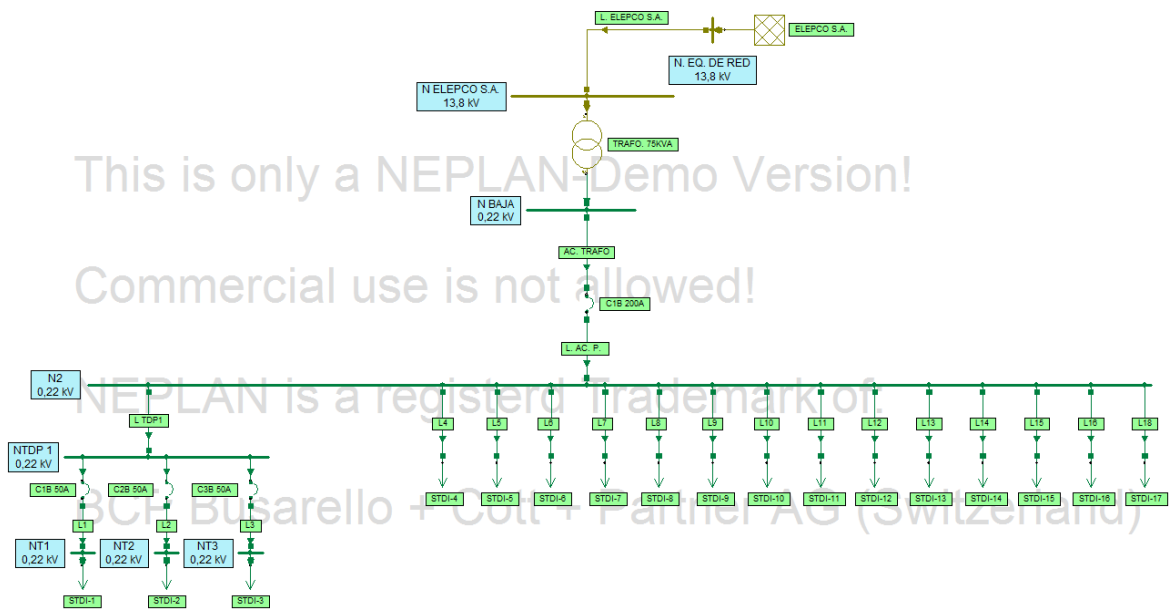 L. ELEPCO S.A.
ELEPCO S.A.
N. EQ. DE RED
13,8 kV
N ELEPCO S.A.
13,8 kV
TRAFO. 75KVA
This is only a NEPLAN-Demo Version!
N BAJA
0,22 kV
AC. TRAFO
Commercial use is not allowed!
C1B 200A
L. AC. P.
N2
0,22 kV
NEPLAN is a registerd Trademark of:
L TDP1
L4 L5 L6 L7 L8 L9 L10 L11 L12 L13 L14 L15 L16 L18
NTDP 1
0,22 kV
C1B 50A C2B 50A C3B 50A
STDI-4 STDI-5 STDI-6 STDI-7 STDI-8 STDI-9 STDI-10 STDI-11 STDI-12 STDI-13 STDI-14 STDI-15 STDI-16 STDI-17
BCP Busarello + Cott + Partner AG (Switzerland)
L1 L2 L3
NT1 NT2 NT3
0,22 kV 0,22 kV 0,22 kV
STDI-1 STDI-2 STDI-3